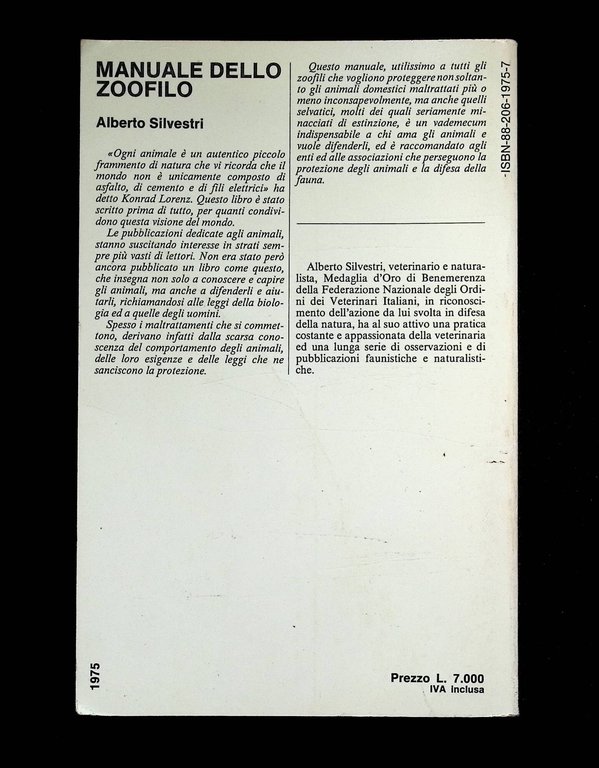 MANUALE DELLO
ZOOFILO
Alberto Silvestri
«Ogni animale è un autentico piccolo
frammento di natura che vi ricorda che il
mondo non è unicamente composto di
asfalto, di cemento e di fili elettrici» ha
detto Konrad Lorenz. Questo libro è stato
scritto prima di tutto, per quanti condivi-
dono questa visione del mondo.
Le pubblicazioni dedicate agli animali,
stanno suscitando interesse in strati sem-
pre più vasti di lettori. Non era stato però
ancora pubblicato un libro come questo,
che insegna non solo a conoscere e capire
gli animali, ma anche a difenderli e aiu-
tarli, richiamandosi alle leggi della biolo-
gia ed a quelle degli uomini.
Spesso i maltrattamenti che si commet-
tono, derivano infatti dalla scarsa cono-
scenza del comportamento degli animali,
delle loro esigenze e delle leggi che ne
sanciscono la protezione.
Questo manuale, utilissimo a tutti gli
zoofili che vogliono proteggere non soltan-
to gli animali domestici maltrattati più o
meno inconsapevolmente, ma anche quelli
selvatici, molti dei quali seriamente mi-
nacciati di estinzione, è un vademecum
indispensabile a chi ama gli animali e
vuole difenderli, ed è raccomandato agli
enti ed alle associazioni che perseguono la
protezione degli animali e la difesa della
fauna.
Alberto Silvestri, veterinario e natura-
lista, Medaglia d'Oro di Benemerenza
della Federazione Nazionale degli Ordi-
ni dei Veterinari Italiani, in riconosci-
mento dell'azione da lui svolta in difesa
della natura, ha al suo attivo una pratica
costante e appassionata della veterinaria
ed una lunga serie di osservazioni e di
pubblicazioni faunistiche e naturalisti-
che.
ISBN-88-206-1975-7
1975
Prezzo L. 7.000
IVA inclusa